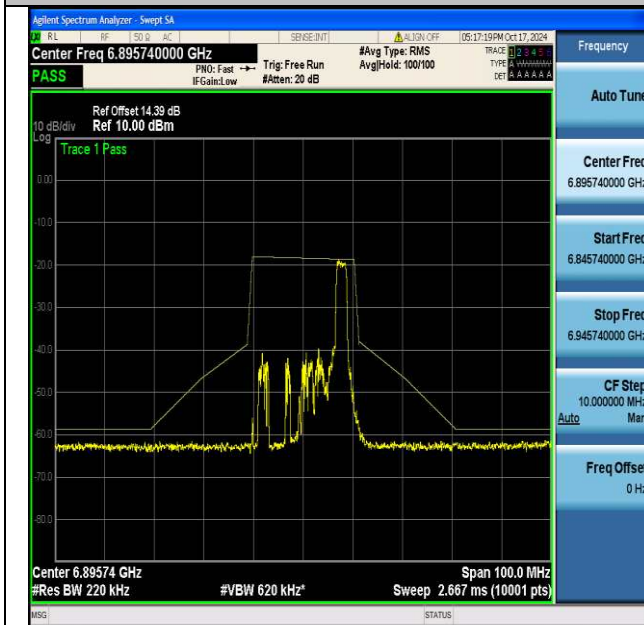 Agilent Spectrum Analyzer - Swept SA
RL RF 50 Ω AC SENSE:INT ALIGN OFF 05:17:19PM Oct 17, 2024
Center Freq 6.895740000 GHz
#Avg Type: RMS
TRACE 1 2 3 4 5
PASS
PNO: Fast
Trig: Free Run
Avg|Hold: 100/100
TYPE A
IFGain:Low
#Atten: 20 dB
DET A A A A A A
Ref Offset 14.39 dB
10 dB/div Ref 10.00 dBm
Log
Trace 1 Pass
0.00
-10.0
-20.0
-30.0
-40.0
-50.0
-60.0
-70.0
-80.0
Center 6.89574 GHz
Span 100.0 MHz
#Res BW 220 kHz
#VBW 620 kHz*
Sweep 2.667 ms (10001 pts)
MSG
STATUS
Frequency
Auto Tune
Center Freq
6.895740000 GHz
Start Freq
6.845740000 GHz
Stop Freq
6.945740000 GHz
CF Step
10.000000 MHz
Auto Man
Freq Offset
0 Hz